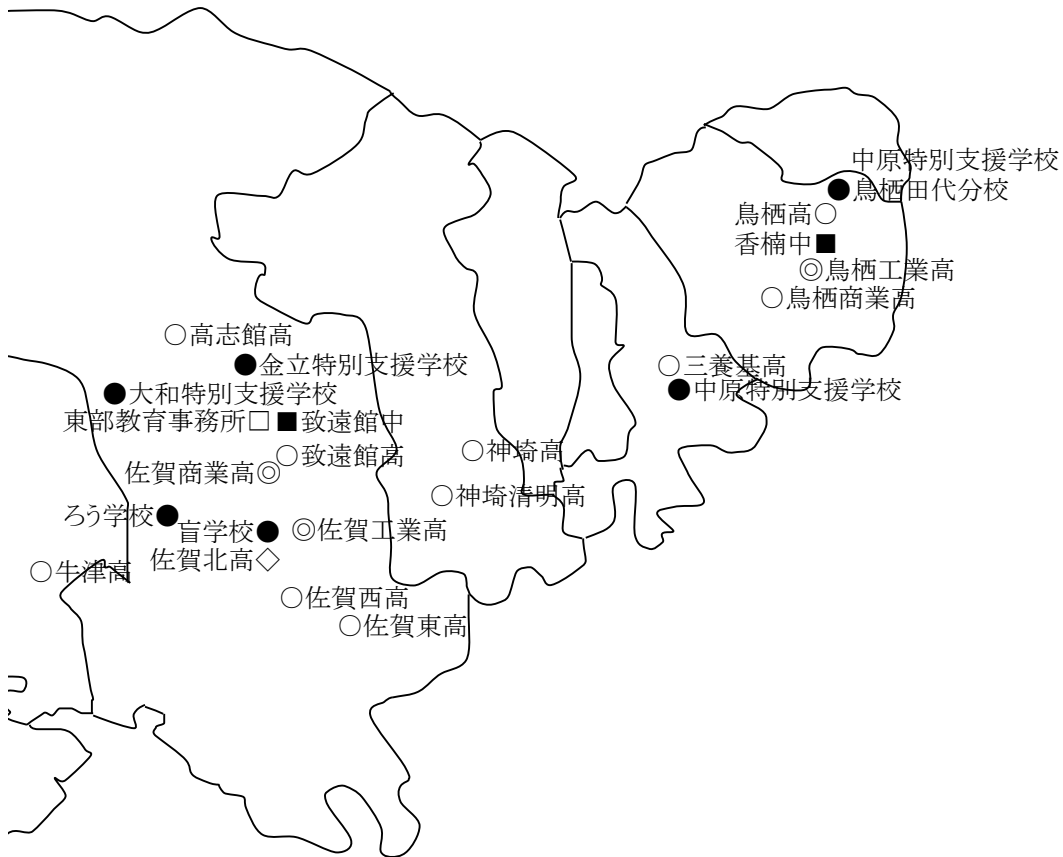 中原特別支援学校
●鳥栖田代分校
鳥栖高○
香楠中■
◎鳥栖工業高
○鳥栖商業高
○高志館高
●金立特別支援学校
○三養基高
●中原特別支援学校
●大和特別支援学校
東部教育事務所□ ■致遠館中
○致遠館高
佐賀商業高◎
○神埼高
○神埼清明高
ろう学校●
盲学校●
◎佐賀工業高
佐賀北高◇
○牛津高
○佐賀西高
○佐賀東高